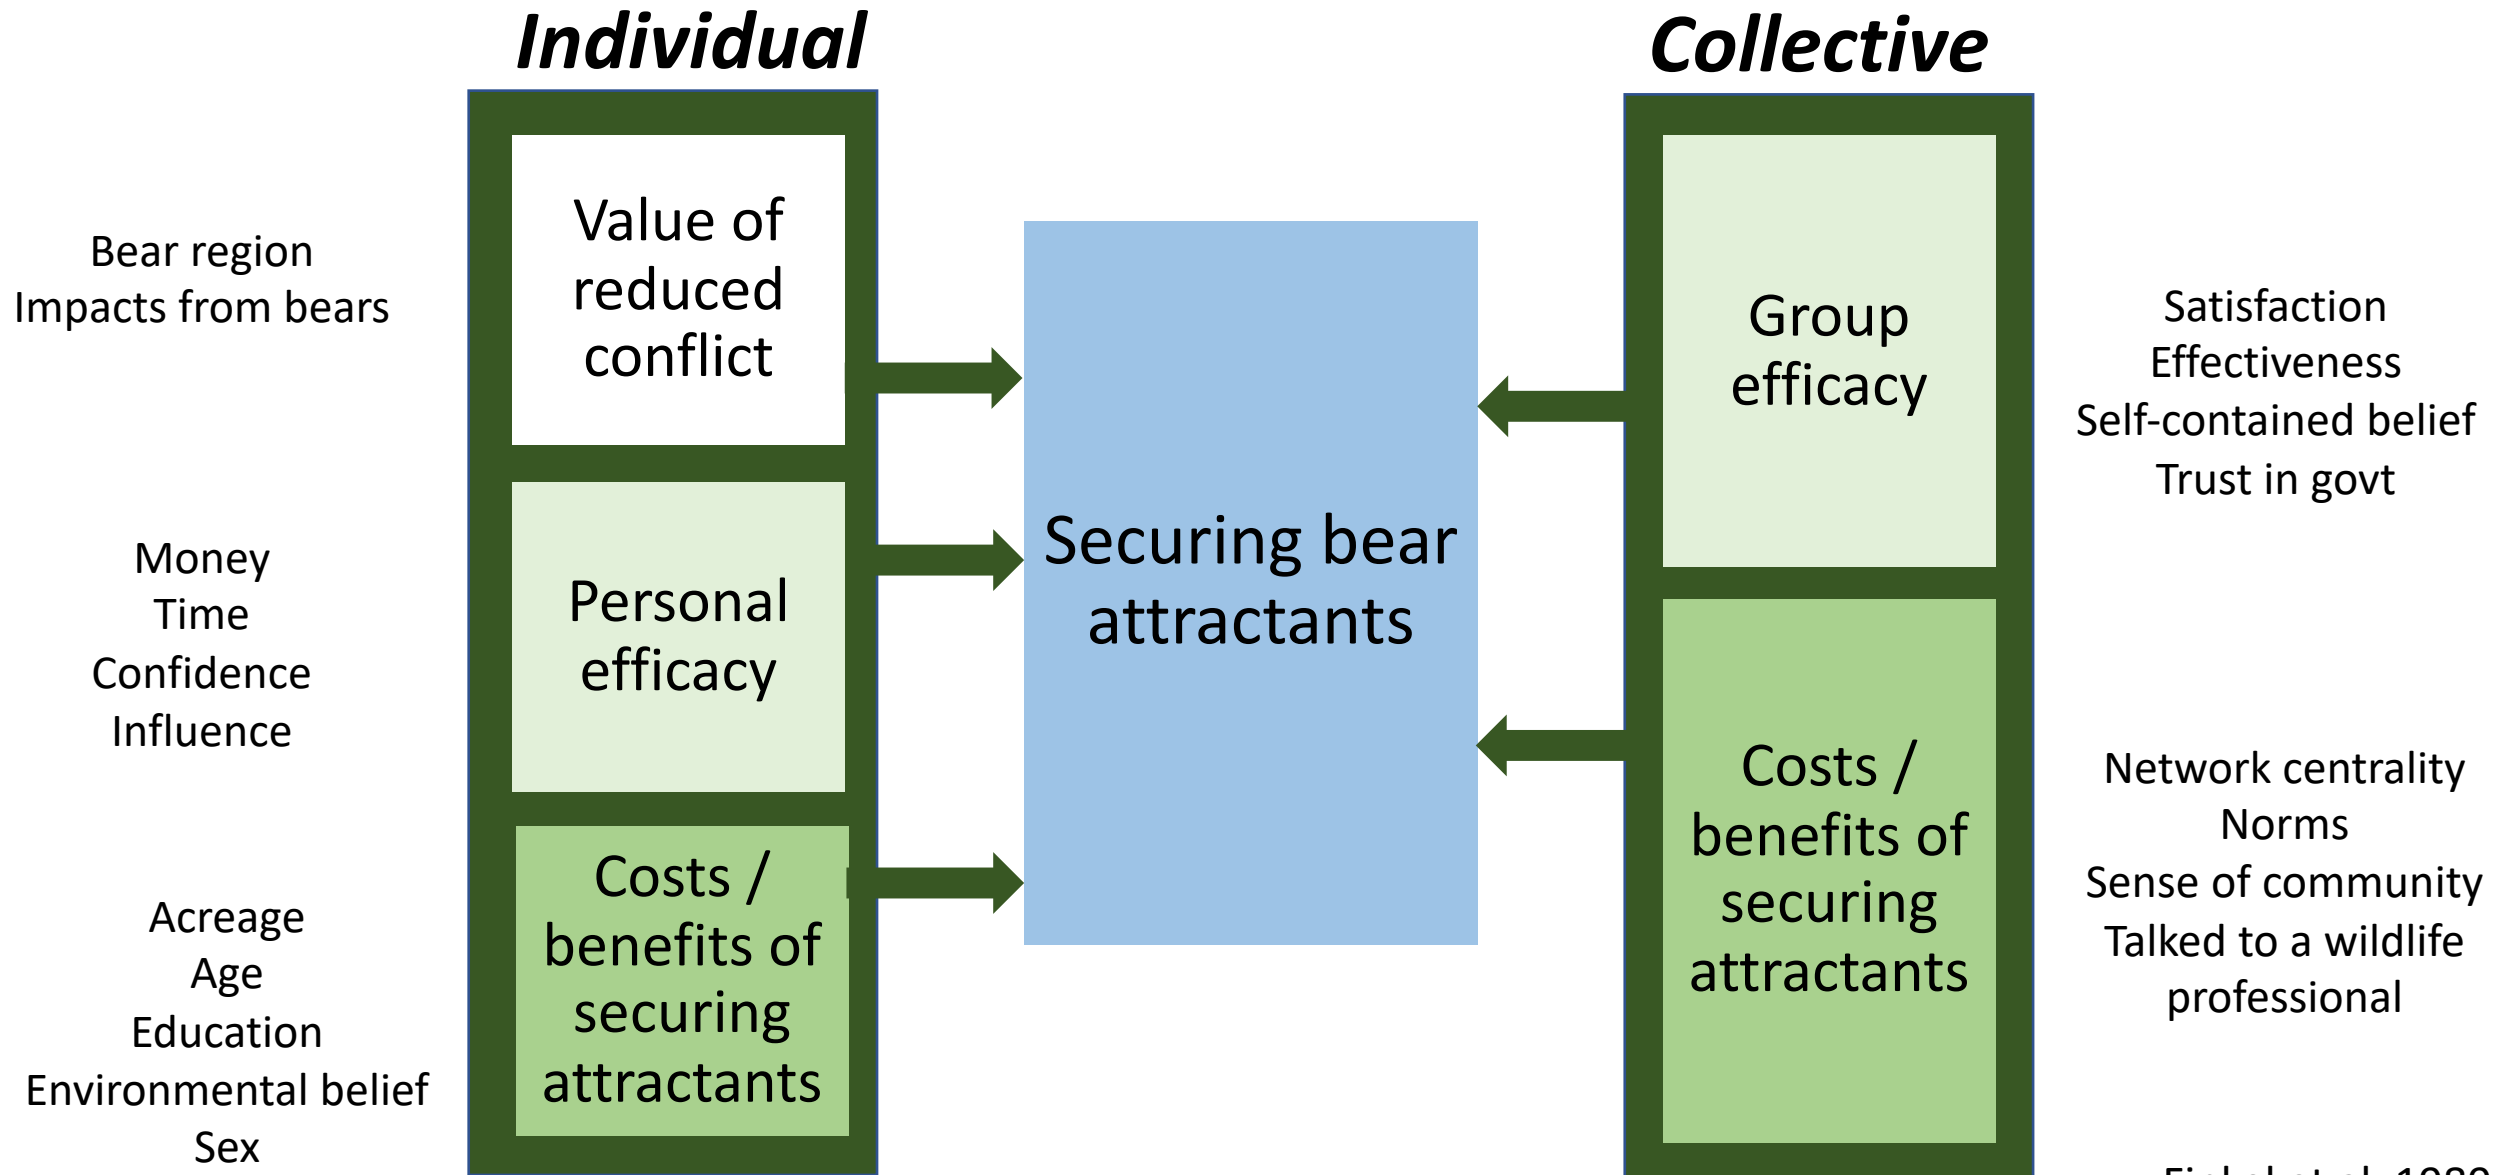 Individual
Collective
Bear region
Impacts from bears
Money
Time
Confidence
Influence
Acreage
Age
Education
Environmental belief
Sex
Value of
reduced
conflict
Personal
efficacy
Costs /
benefits of
securing
attractants
Securing bear
attractants
Group
efficacy
Costs /
benefits of
securing
attractants
Satisfaction
Effectiveness
Self-contained belief
Trust in govt
Network centrality
Norms
Sense of community
Talked to a wildlife
professional